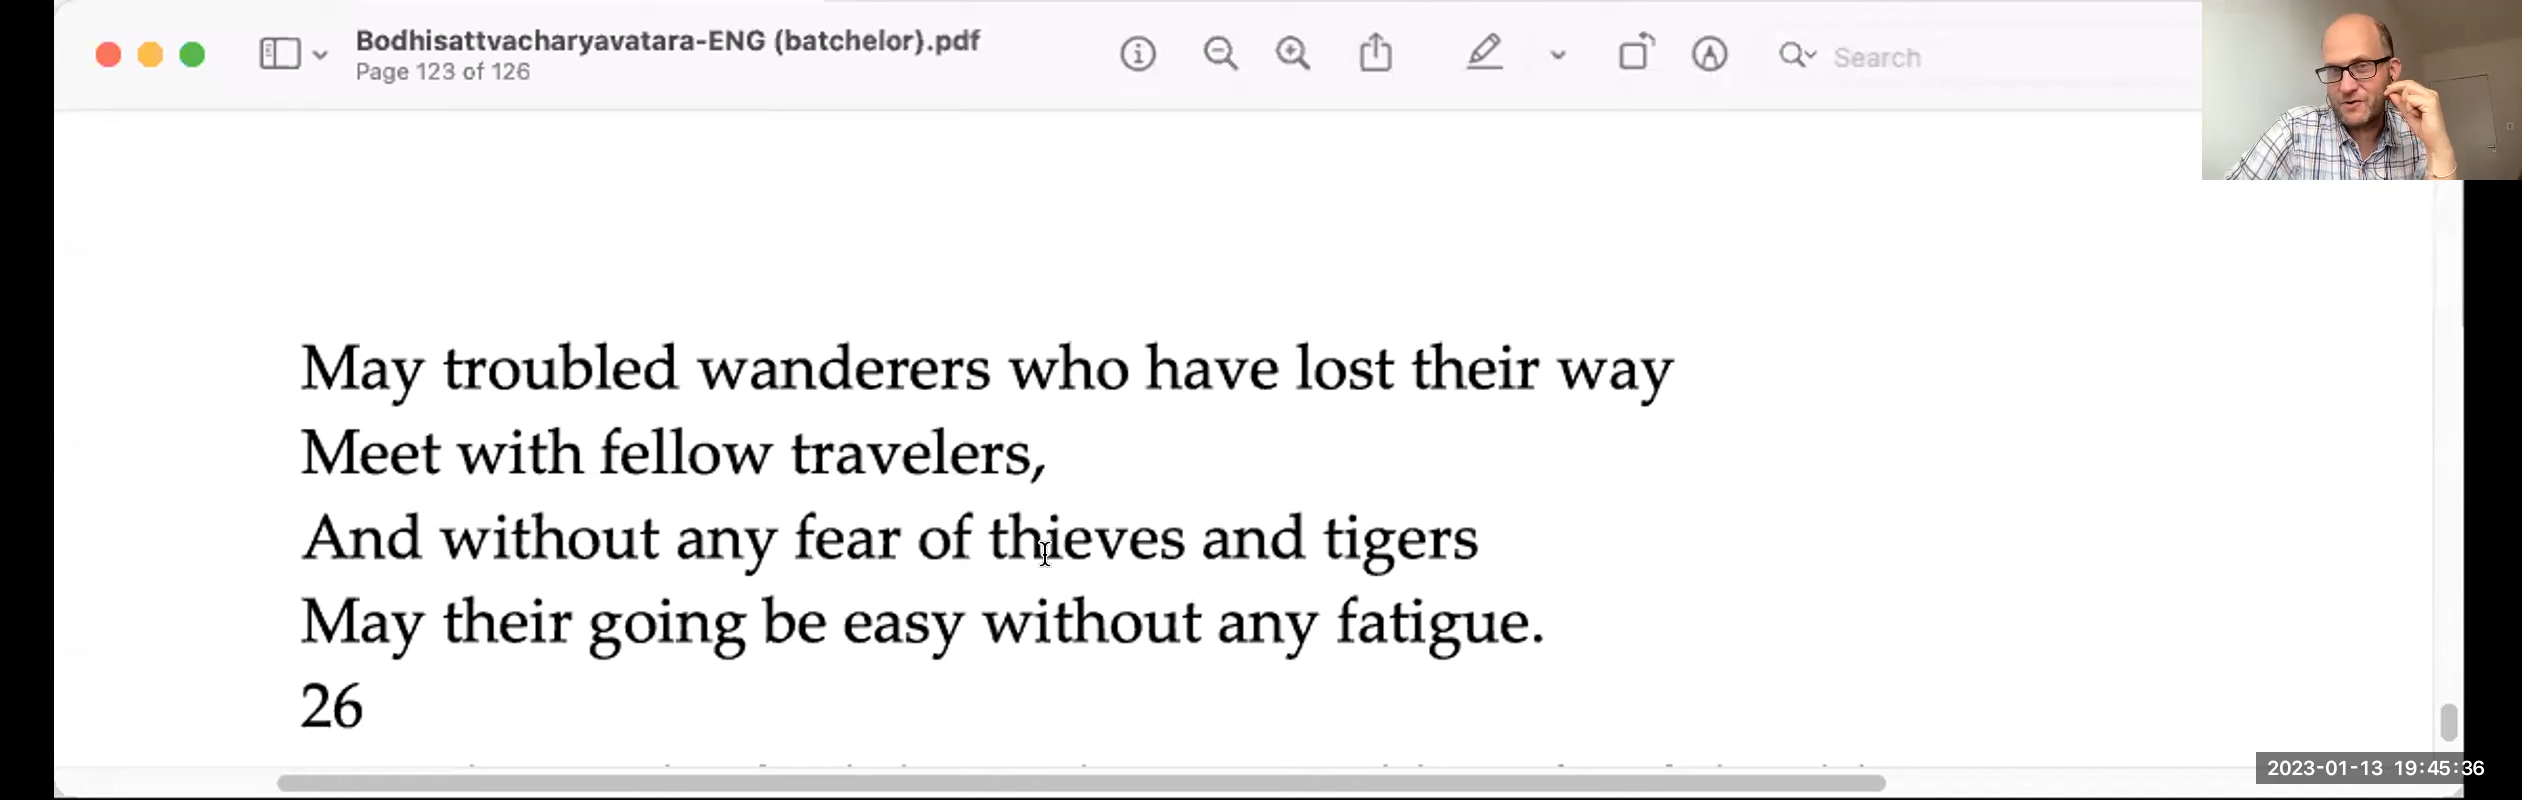 Bodhisattvacharyavatara-ENG (batchelor).pdf
Page 123 of 126
Search
May troubled wanderers who have lost their way
Meet with fellow travelers,
And without any fear of thieves and tigers
May their going be easy without any fatigue.
26
2023-01-13 19:45:36